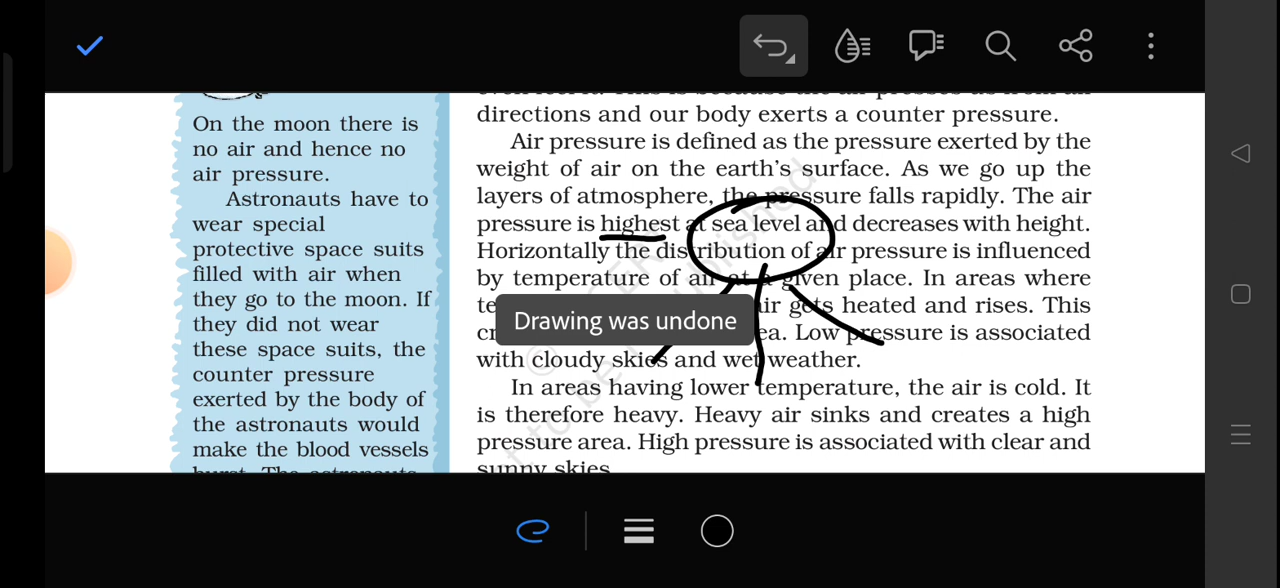 On the moon there is
no air and hence no
air pressure.
Astronauts have to
wear special
protective space suits
filled with air when
they go to the moon. If
they did not wear
these space suits, the
counter pressure
exerted by the body of
the astronauts would
make the blood vessels
directions and our body exerts a counter pressure.
Air pressure is defined as the pressure exerted by the
weight of air on the earth's surface. As we go up the
layers of atmosphere, the pressure falls rapidly. The air
pressure is highest at sea level and decreases with height.
Horizontally the distribution of air pressure is influenced
by temperature of air at a given place. In areas where
air gets heated and rises. This
Low pressure is associated
with cloudy skies and wet weather.
In areas having lower temperature, the air is cold. It
is therefore heavy. Heavy air sinks and creates a high
pressure area. High pressure is associated with clear and
sunny skies
Drawing was undone